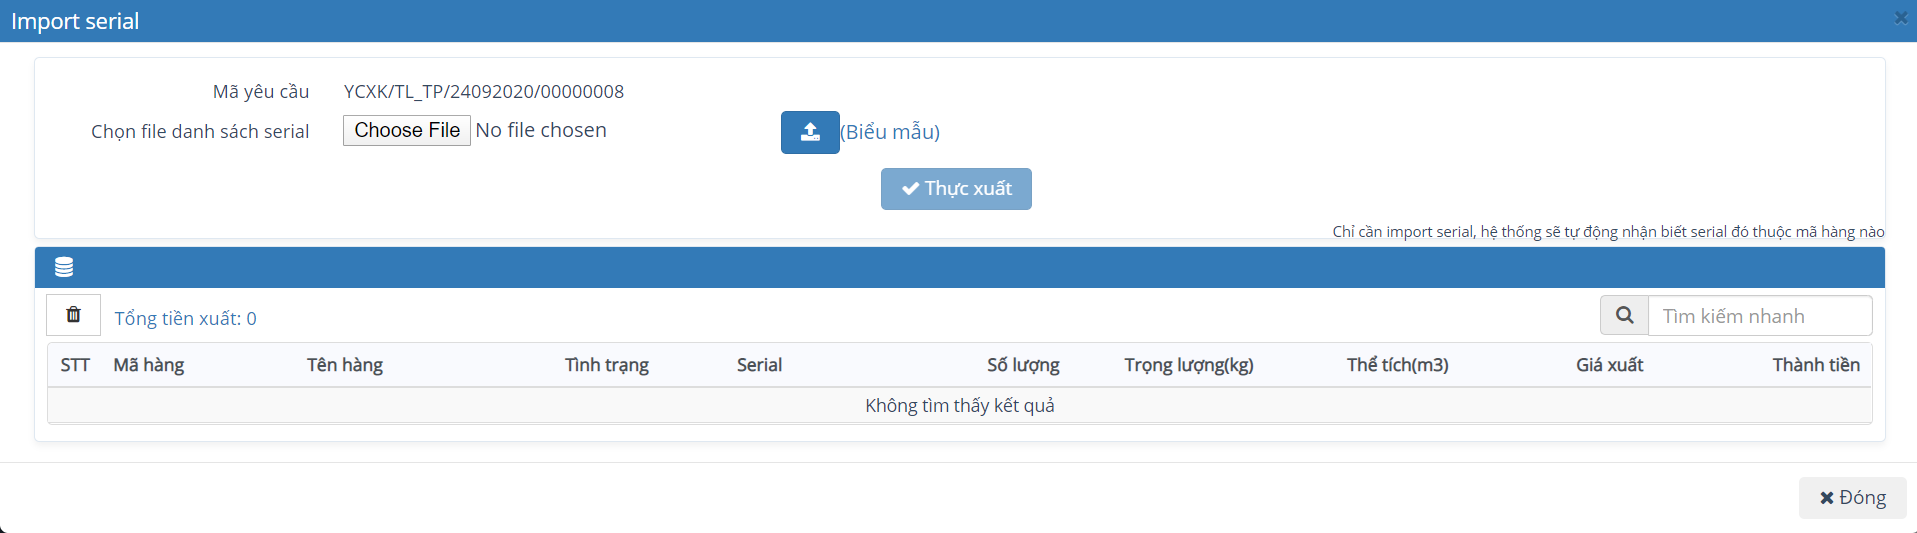 Import serial
Mã yêu cầu YCXK/TL_TP/24092020/00000008
Chọn file danh sách serial Choose File No file chosen (Biểu mẫu)
Thực xuất
Chỉ cần import serial, hệ thống sẽ tự động nhận biết serial đó thuộc mã hàng nào
Tổng tiền xuất: 0 Tìm kiếm nhanh
STT Mã hàng Tên hàng Tình trạng Serial Số lượng Trọng lượng(kg) Thể tích(m3) Giá xuất Thành tiền
Không tìm thấy kết quả
Đóng